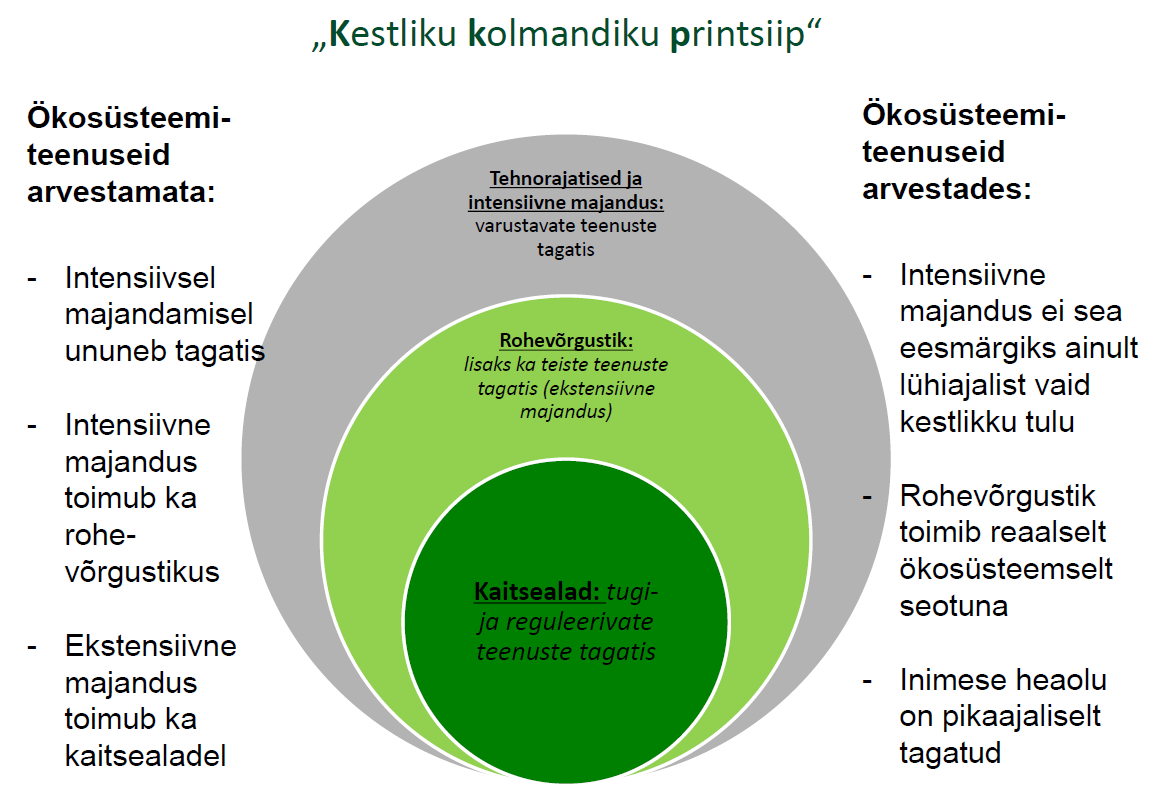 „Kestliku kolmandiku printsiip“
Ökosüsteemi-
teenuseid
arvestamata:
- Intensiivsel
majandamisel
ununeb tagatis
- Intensiivne
majandus
toimub ka
rohe-
võrgustikus
- Ekstensiivne
majandus
toimub ka
kaitsealadel
Tehnorajatised ja
intensiivne majandus:
varustavate teenuste
tagatis
Rohevõrgustik:
lisaks ka teiste teenuste
tagatis (ekstensiivne
majandus)
Kaitsealad: tugi-
ja reguleerivate
teenuste tagatis
Ökosüsteemi-
teenuseid
arvestades:
- Intensiivne
majandus ei sea
eesmärgiks ainult
lühiajalist vaid
kestlikku tulu
- Rohevõrgustik
toimib reaalselt
ökosüsteemselt
seotuna
- Inimese heaolu
on pikaajaliselt
tagatud